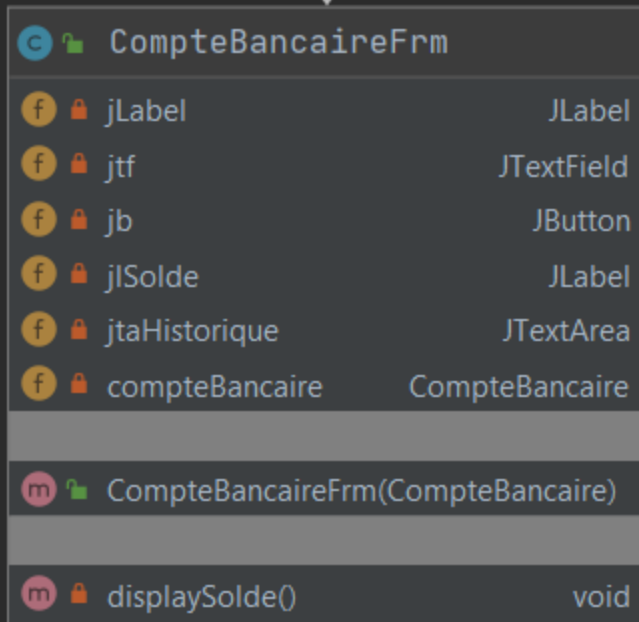 C CompteBancaireFrm
f jLabel JLabel
f jtf JTextField
f jb JButton
f jlSolde JLabel
f jtaHistorique JTextArea
f compteBancaire CompteBancaire
m CompteBancaireFrm(CompteBancaire)
m displaySolde() void